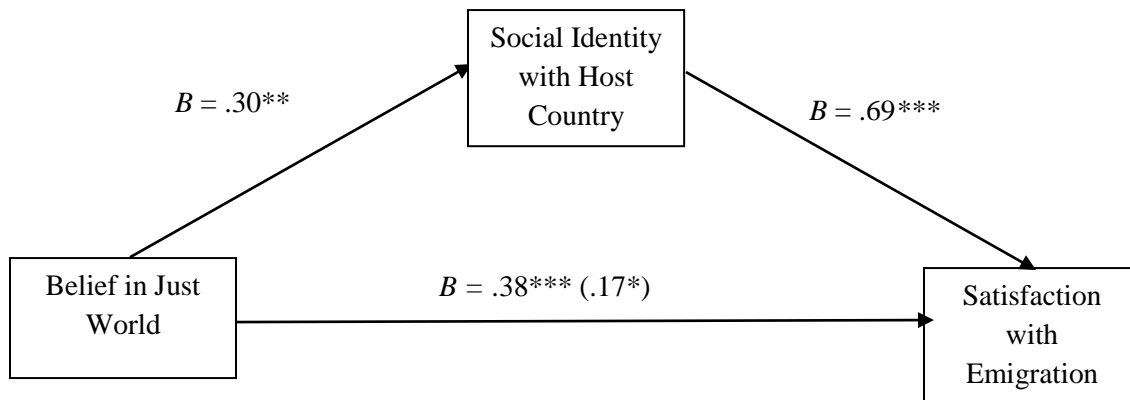 Social Identity
with Host
Country
B = .30**
B = .69***
Belief in Just
World
B = .38*** (.17*)
Satisfaction
with
Emigration